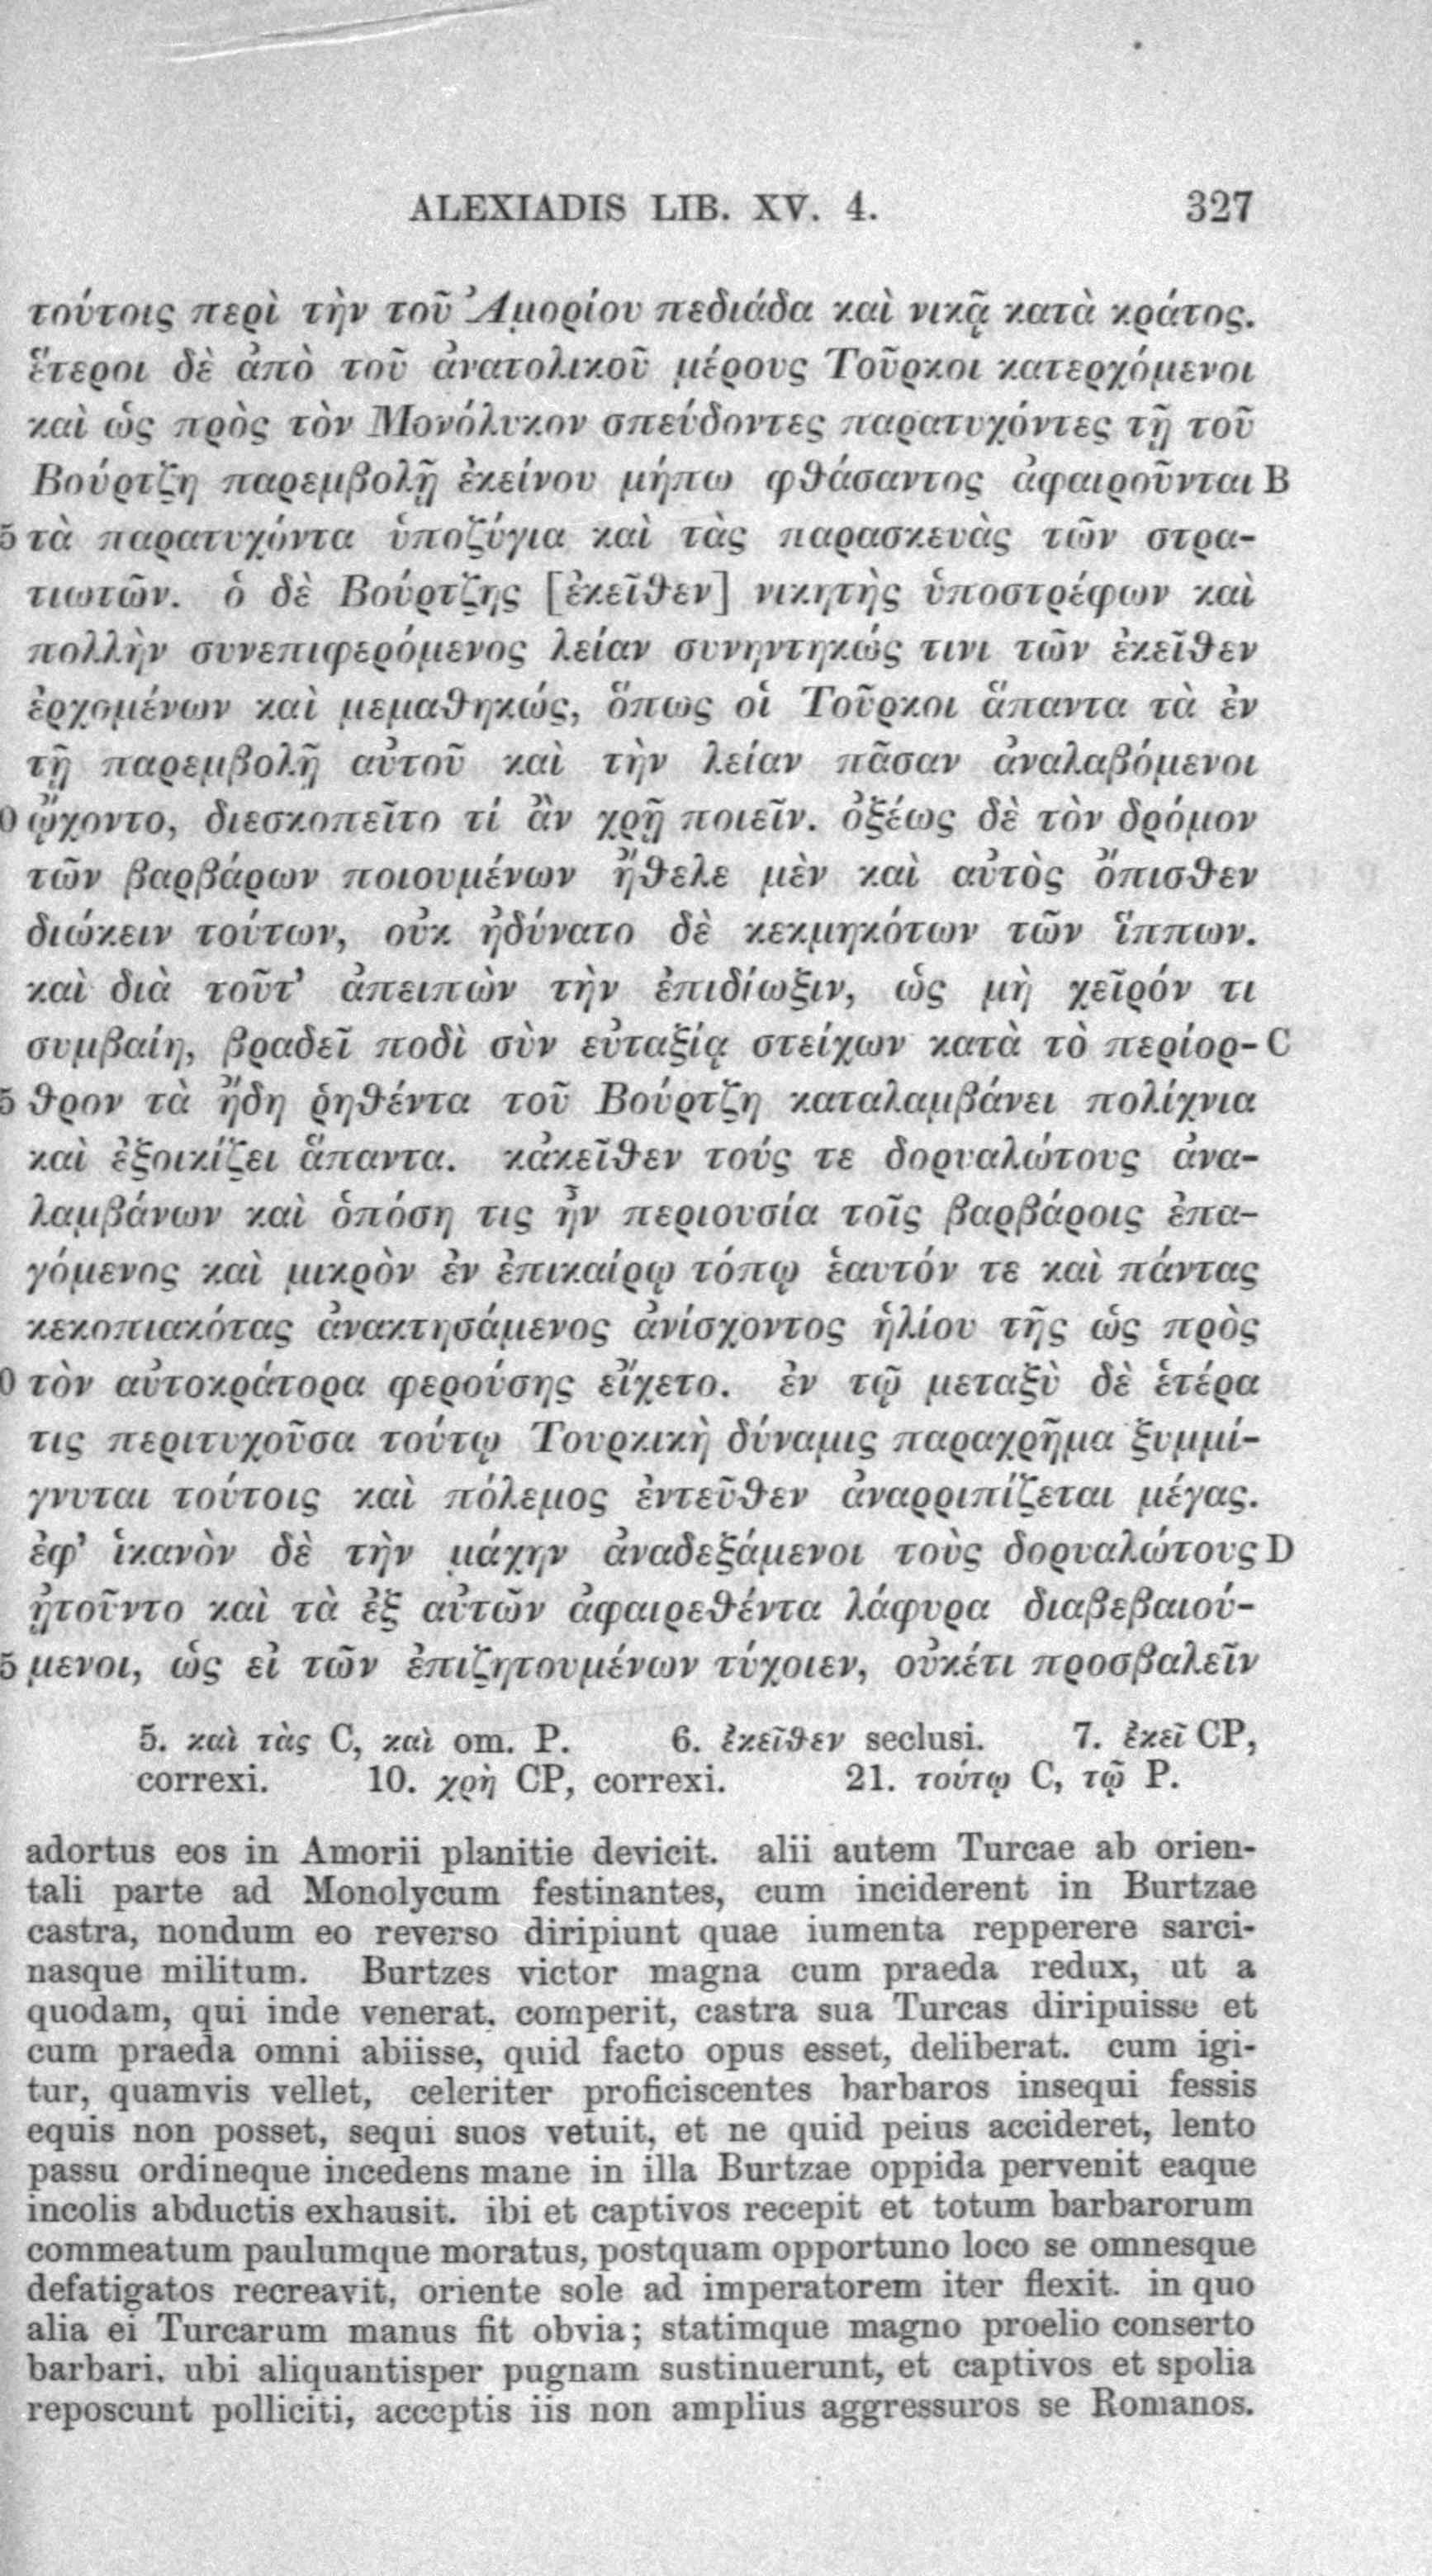 ALEXIADIS LIB. XV. 4. 327
τούτοις περὶ τὴν τοῦ Ἀμορίου πεδιάδα καὶ νικᾷ κατὰ κράτος.
ἕτεροι δὲ ἀπὸ τοῦ ἀνατολικοῦ μέρους Τοῦρκοι κατερχόμενοι
καὶ ὡς πρὸς τὸν Μονόλυκον σπεύδοντες παρατυχόντες τῇ τοῦ
Βούρτζη παρεμβολῇ ἐκείνου μήπω φθάσαντος ἀφαιροῦνται B
5 τὰ παρατυχόντα ὑποζύγια καὶ τὰς παρασκευὰς τῶν στρα-
τιωτῶν. ὁ δὲ Βούρτζης [ἐκεῖθεν] νικητὴς ὑποστρέφων καὶ
πολλὴν συνεπιφερόμενος λείαν συνηντηκώς τινι τῶν ἐκεῖθεν
ἐρχομένων καὶ μεμαθηκώς, ὅπως οἱ Τοῦρκοι ἅπαντα τὰ ἐν
τῇ παρεμβολῇ αὐτοῦ καὶ τὴν λείαν πᾶσαν ἀναλαβόμενοι
0 ᾤχοντο, διεσκοπεῖτο τί ἂν χρῇ ποιεῖν. ὀξέως δὲ τὸν δρόμον
τῶν βαρβάρων ποιουμένων ἤθελε μὲν καὶ αὐτὸς ὄπισθεν
διώκειν τούτων, οὐκ ἠδύνατο δὲ κεκμηκότων τῶν ἵππων.
καὶ διὰ τοῦτ' ἀπειπὼν τὴν ἐπιδίωξιν, ὡς μὴ χεῖρόν τι
συμβαίη, βραδεῖ ποδὶ σὺν εὐταξίᾳ στείχων κατὰ τὸ περίορ- C
5 θρον τὰ ἤδη ῥηθέντα τοῦ Βούρτζη καταλαμβάνει πολίχνια
καὶ ἐξοικίζει ἅπαντα. κἀκεῖθεν τούς τε δορυαλώτους ἀνα-
λαμβάνων καὶ ὁπόση τις ἦν περιουσία τοῖς βαρβάροις ἐπα-
γόμενος καὶ μικρὸν ἐν ἐπικαίρῳ τόπῳ ἑαυτόν τε καὶ πάντας
κεκοπιακότας ἀνακτησάμενος ἀνίσχοντος ἡλίου τῆς ὡς πρὸς
0 τὸν αὐτοκράτορα φερούσης εἴχετο. ἐν τῷ μεταξὺ δὲ ἑτέρα
τις περιτυχοῦσα τούτῳ Τουρκικὴ δύναμις παραχρῆμα ξυμμί-
γνυται τούτοις καὶ πόλεμος ἐντεῦθεν ἀναρριπίζεται μέγας.
ἐφ' ἱκανὸν δὲ τὴν μάχην ἀναδεξάμενοι τοὺς δορυαλώτους D
ᾐτοῦντο καὶ τὰ ἐξ αὐτῶν ἀφαιρεθέντα λάφυρα διαβεβαιού-
5 μενοι, ὡς εἰ τῶν ἐπιζητουμένων τύχοιεν, οὐκέτι προσβαλεῖν
5. καὶ τὰς C, καὶ om. P. 6. ἐκεῖθεν seclusi. 7. ἐκεῖ CP,
correxi. 10. χρὴ CP, correxi. 21. τούτῳ C, τῷ P.
adortus eos in Amorii planitie devicit. alii autem Turcae ab orien-
tali parte ad Monolycum festinantes, cum inciderent in Burtzae
castra, nondum eo reverso diripiunt quae iumenta repperere sarci-
nasque militum. Burtzes victor magna cum praeda redux, ut a
quodam, qui inde venerat, comperit, castra sua Turcas diripuisse et
cum praeda omni abiisse, quid facto opus esset, deliberat. cum igi-
tur, quamvis vellet, celeriter proficiscentes barbaros insequi fessis
equis non posset, sequi suos vetuit, et ne quid peius accideret, lento
passu ordineque incedens mane in illa Burtzae oppida pervenit eaque
incolis abductis exhausit. ibi et captivos recepit et totum barbarorum
commeatum paulumque moratus, postquam opportuno loco se omnesque
defatigatos recreavit, oriente sole ad imperatorem iter flexit. in quo
alia ei Turcarum manus fit obvia; statimque magno proelio conserto
barbari, ubi aliquantisper pugnam sustinuerunt, et captivos et spolia
reposcunt polliciti, acceptis iis non amplius aggressuros se Romanos.